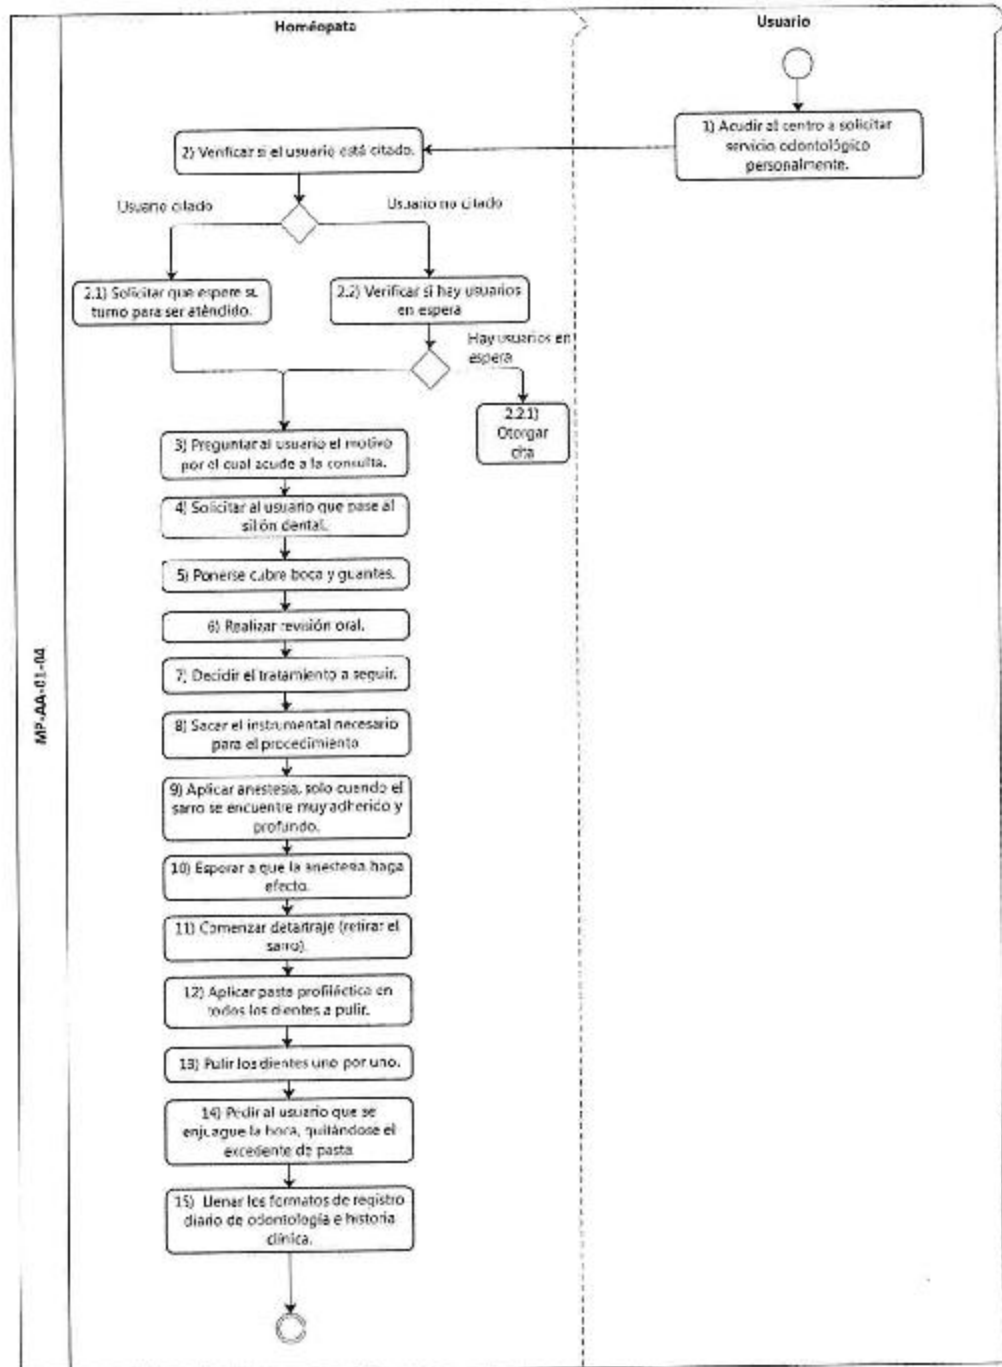 Homéopata
Usuario
1) Acudir al centro a solicitar
servicio odontológico
personalmente.
2) Verificar si el usuario está citado.
Usuario citado
Usuario no citado
2.1) Solicitar que espere su
turno para ser atendido.
2.2) Verificar si hay usuarios
en espera
Hay usuarios en
espera
2.2.1)
Otorgar
cita
3) Preguntar al usuario el motivo
por el cual acude a la consulta.
4) Solicitar al usuario que pase al
sillón dental.
5) Ponerse cubre boca y guantes.
6) Realizar revisión oral.
7) Decidir el tratamiento a seguir.
8) Sacar el instrumental necesario
para el procedimiento
9) Aplicar anestesia, solo cuando el
sarro se encuentre muy adherido y
profundo.
10) Esperar a que la anestesia haga
efecto.
11) Comenzar detartraje (retirar el
sarro).
12) Aplicar pasta profiláctica en
todos los dientes a pulir.
13) Pulir los dientes uno por uno.
14) Pedir al usuario que se
enjuague la boca, quitándose el
excedente de pasta
15) Llenar los formatos de registro
diario de odontología e historia
clínica.
MP-AA-01-04